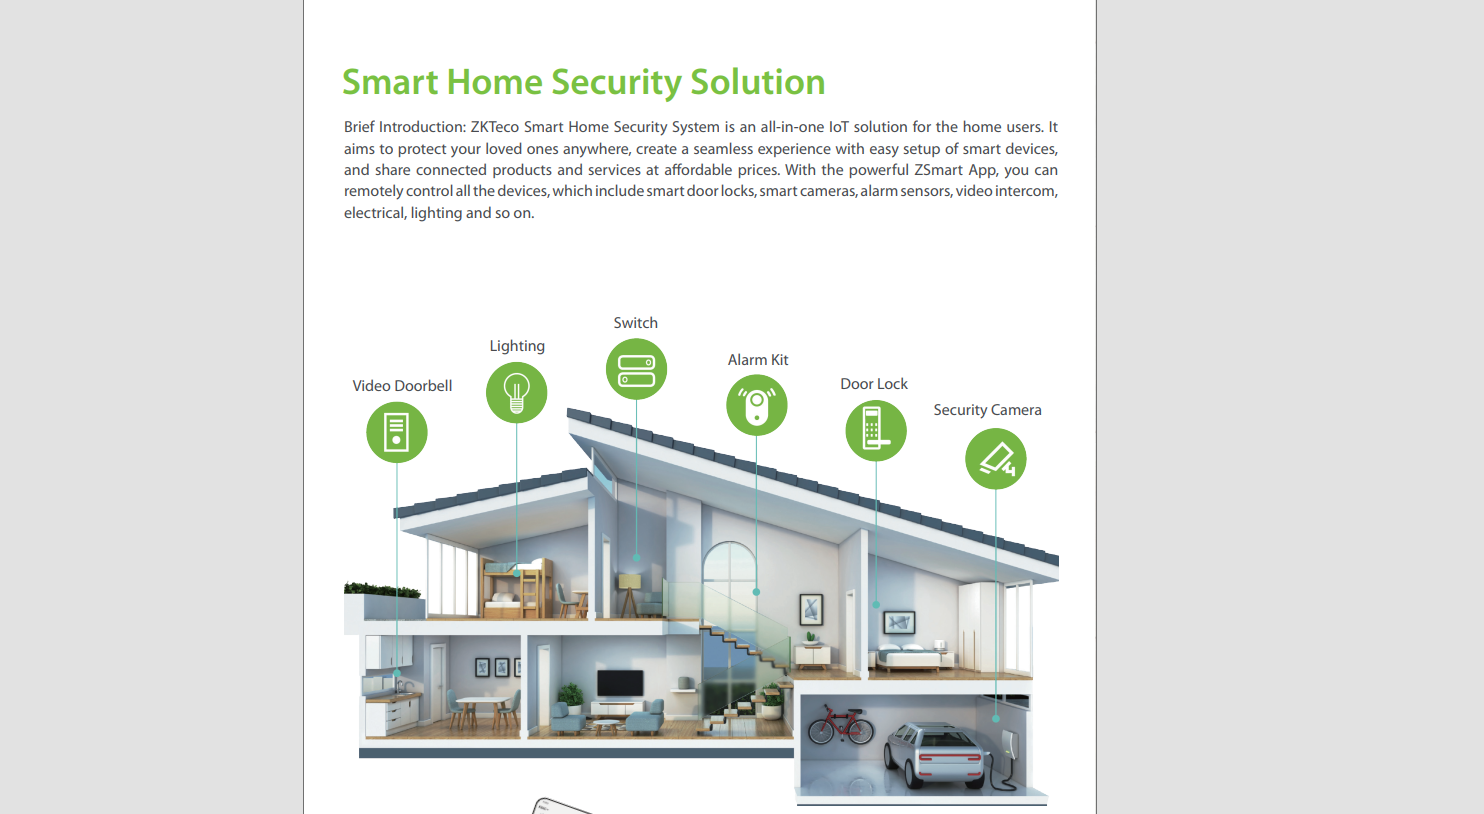 Smart Home Security Solution
Brief Introduction: ZKTeco Smart Home Security System is an all-in-one IoT solution for the home users. It
aims to protect your loved ones anywhere, create a seamless experience with easy setup of smart devices,
and share connected products and services at affordable prices. With the powerful ZSmart App, you can
remotely control all the devices, which include smart door locks, smart cameras, alarm sensors, video intercom,
electrical, lighting and so on.
Switch
Lighting
Alarm Kit
Video Doorbell
Door Lock
Security Camera